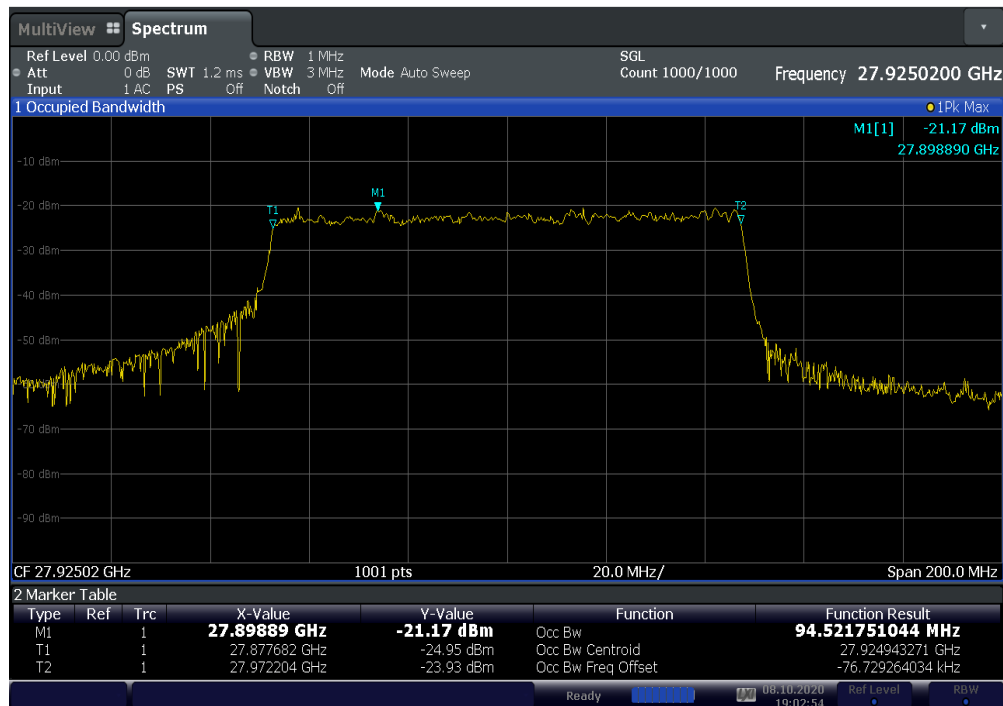 MultiView Spectrum
Ref Level 0.00 dBm RBW 1 MHz SGL
Att 0 dB SWT 1.2 ms VBW 3 MHz Mode Auto Sweep Count 1000/1000 Frequency 27.9250200 GHz
Input 1 AC PS Off Notch Off
1 Occupied Bandwidth 1Pk Max
M1[1] -21.17 dBm
27.898890 GHz
-10 dBm
M1
-20 dBm
T1 T2
-30 dBm
-40 dBm
-50 dBm
-70 dBm
-80 dBm
-90 dBm
CF 27.92502 GHz 1001 pts 20.0 MHz/ Span 200.0 MHz
2 Marker Table
Type Ref Trc X-Value Y-Value Function Function Result
M1 1 27.89889 GHz -21.17 dBm Occ Bw 94.521751044 MHz
T1 1 27.877682 GHz -24.95 dBm Occ Bw Centroid 27.924943271 GHz
T2 1 27.972204 GHz -23.93 dBm Occ Bw Freq Offset -76.729264034 kHz
Ready 08.10.2020 Ref Level RBW
19:02:54